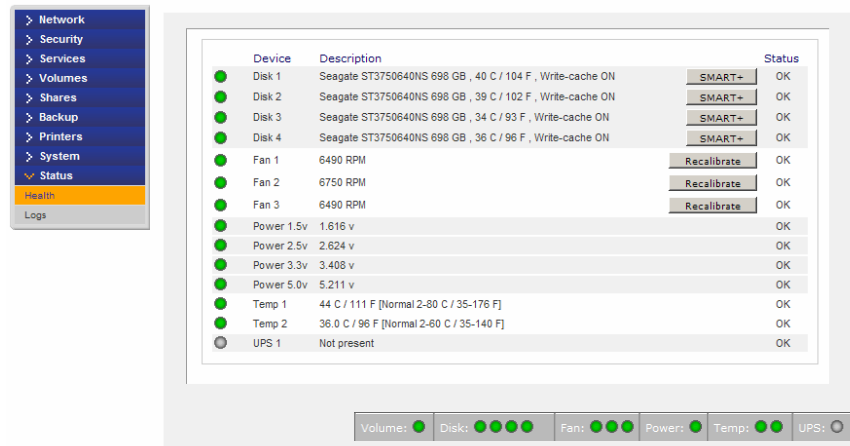 Network
Security
Services
Volumes
Shares
Backup
Printers
System
Status
Health
Logs
Device Description Status
Disk 1 Seagate ST3750640NS 698 GB , 40 C / 104 F , Write-cache ON SMART+ OK
Disk 2 Seagate ST3750640NS 698 GB , 39 C / 102 F , Write-cache ON SMART+ OK
Disk 3 Seagate ST3750640NS 698 GB , 34 C / 93 F , Write-cache ON SMART+ OK
Disk 4 Seagate ST3750640NS 698 GB , 36 C / 96 F , Write-cache ON SMART+ OK
Fan 1 6490 RPM Recalibrate OK
Fan 2 6750 RPM Recalibrate OK
Fan 3 6490 RPM Recalibrate OK
Power 1.5v 1.616 v OK
Power 2.5v 2.624 v OK
Power 3.3v 3.408 v OK
Power 5.0v 5.211 v OK
Temp 1 44 C / 111 F [Normal 2-80 C / 35-176 F] OK
Temp 2 36.0 C / 96 F [Normal 2-60 C / 35-140 F] OK
UPS 1 Not present OK
Volume: Disk: Fan: Power: Temp: UPS: